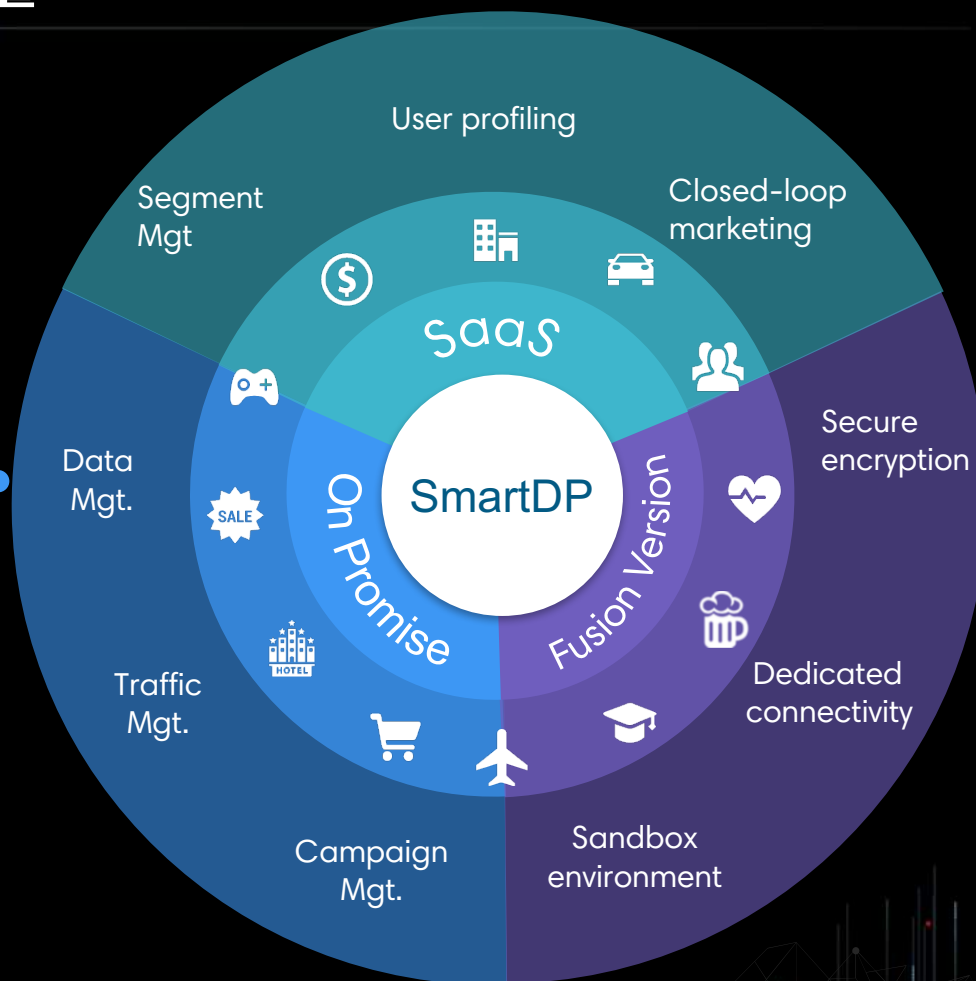 User profiling
Segment
Mgt
Closed-loop
marketing
SaaS
Secure
encryption
Data
Mgt.
SmartDP
SALE
On Promise
Fusion Version
HOTEL
Traffic
Mgt.
Dedicated
connectivity
Campaign
Mgt.
Sandbox
environment